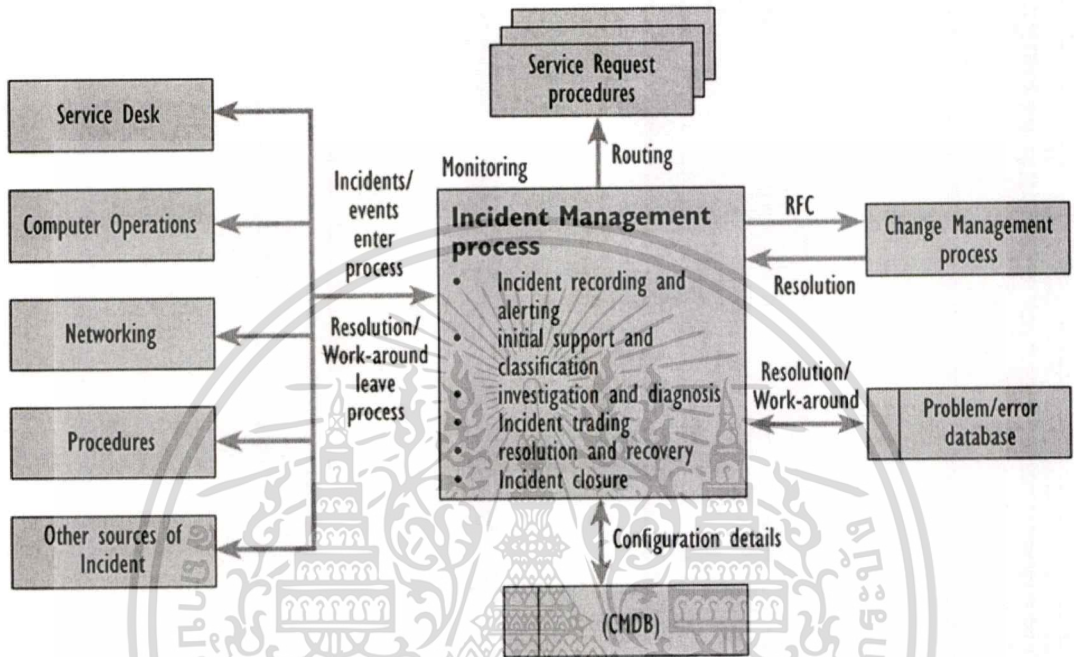 Service Request
procedures
Service Desk
Monitoring
Routing
Incidents/
events
enter
process
Computer Operations
Incident Management
process
• Incident recording and
alerting
• initial support and
classification
• investigation and diagnosis
• Incident trading
• resolution and recovery
• Incident closure
RFC
Change Management
process
Resolution
Networking
Resolution/
Work-around
leave
process
Resolution/
Work-around
Problem/error
database
Procedures
Other sources of
Incident
Configuration details
(CMDB)